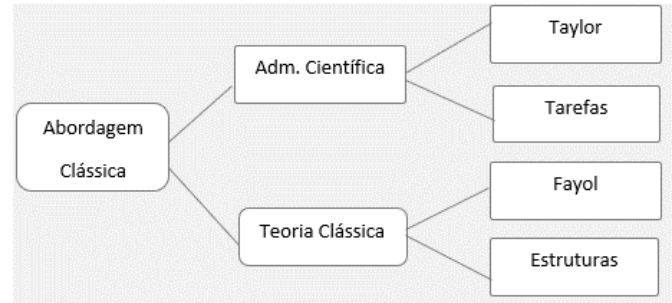 Abordagem
Clássica
Adm. Científica
Teoria Clássica
Taylor
Tarefas
Fayol
Estruturas